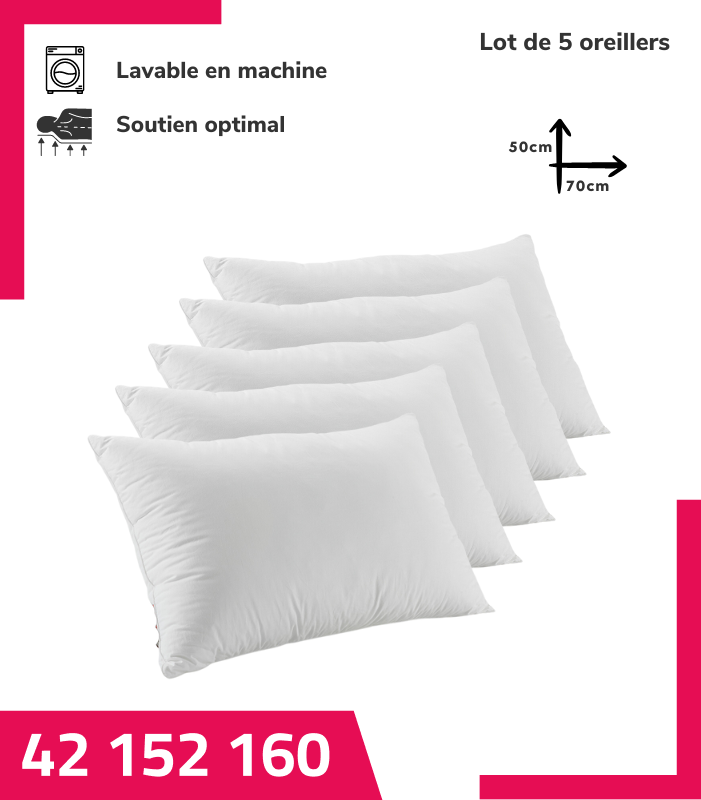 Lot de 5 oreillers
Lavable en machine
Soutien optimal
50cm
70cm
42 152 160